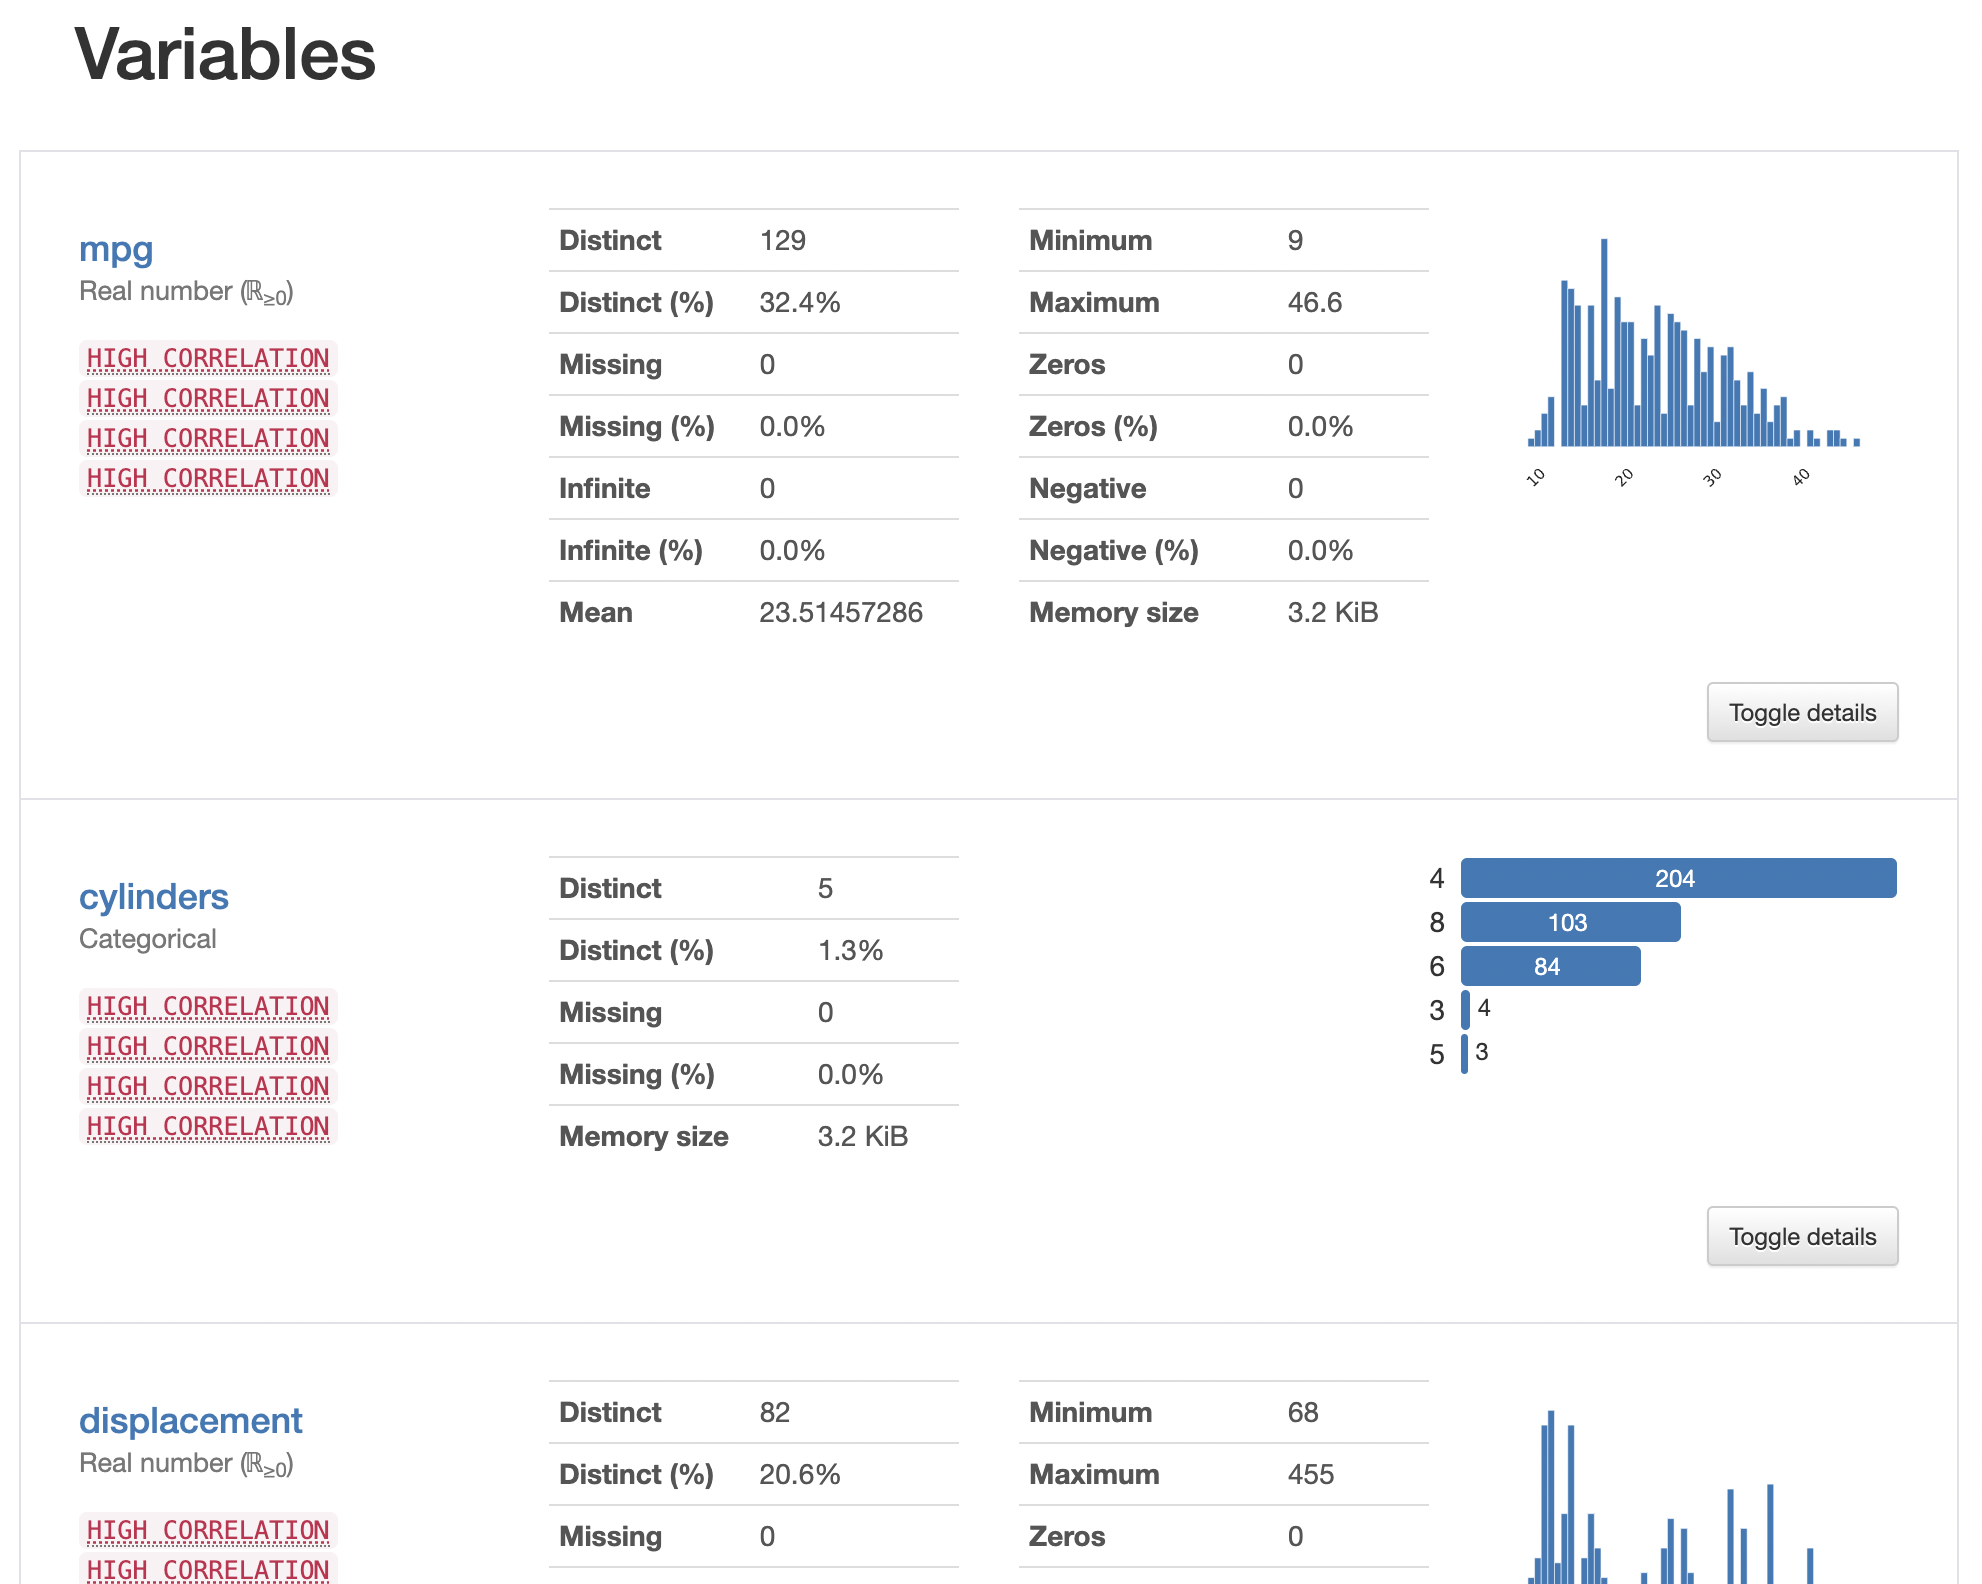 Variables
mpg
Real number (ℝ≥0)
HIGH CORRELATION
HIGH CORRELATION
HIGH CORRELATION
HIGH CORRELATION
Distinct 129
Distinct (%) 32.4%
Missing 0
Missing (%) 0.0%
Infinite 0
Infinite (%) 0.0%
Mean 23.51457286
Minimum 9
Maximum 46.6
Zeros 0
Zeros (%) 0.0%
Negative 0
Negative (%) 0.0%
Memory size 3.2 KiB
10 20 30 40
Toggle details
cylinders
Categorical
HIGH CORRELATION
HIGH CORRELATION
HIGH CORRELATION
HIGH CORRELATION
Distinct 5
Distinct (%) 1.3%
Missing 0
Missing (%) 0.0%
Memory size 3.2 KiB
4 204
8 103
6 84
3 4
5 3
Toggle details
displacement
Real number (ℝ≥0)
HIGH CORRELATION
HIGH CORRELATION
Distinct 82
Distinct (%) 20.6%
Missing 0
Minimum 68
Maximum 455
Zeros 0